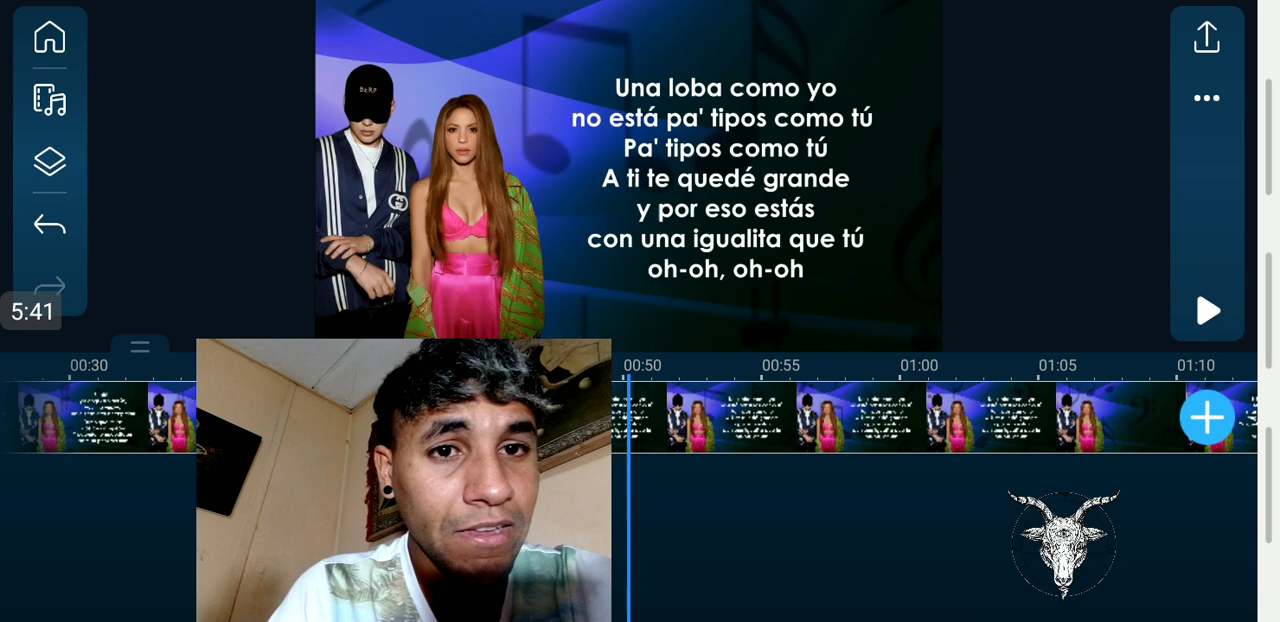 BZRP
Una loba como yo
no está pa' tipos como tú
Pa' tipos como tú
A ti te quedé grande
y por eso estás
con una igualita que tú
oh-oh, oh-oh
5:41
00:30
00:50
00:55
01:00
01:05
01:10